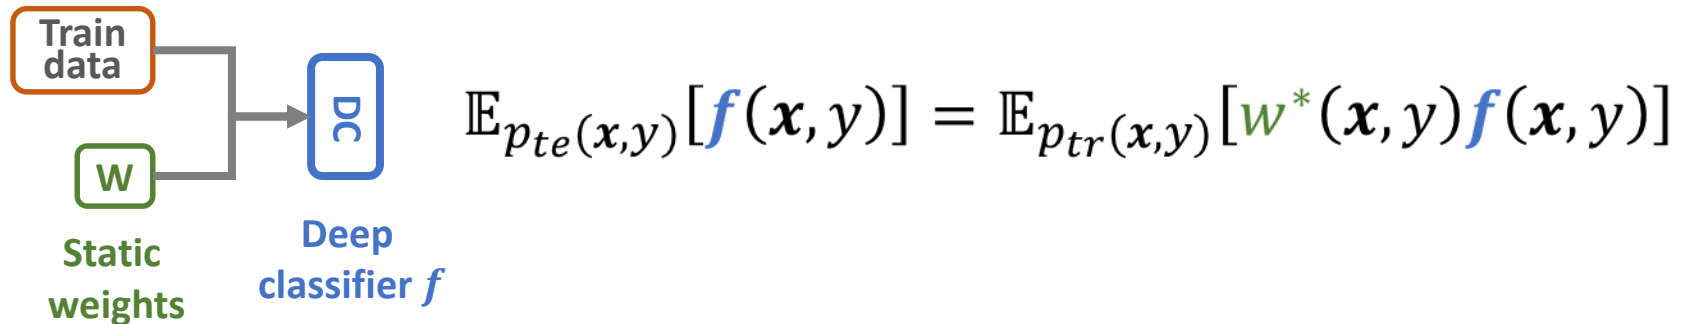 Train
data
W
Static
weights
DC
Deep
classifier f
𝔼_{p_{te}(x,y)}[f(x, y)] = 𝔼_{p_{tr}(x,y)}[w*(x, y)f(x, y)]